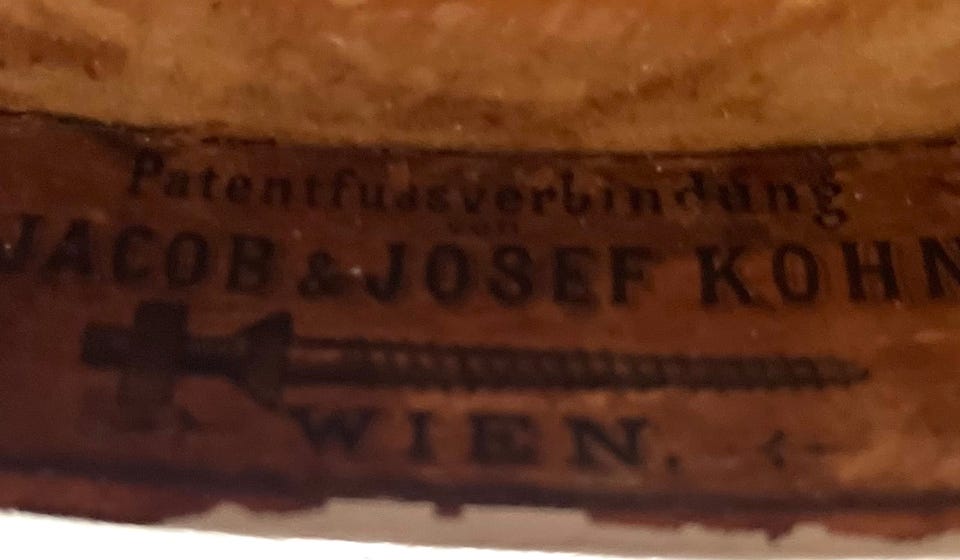 Patentfussverbindung
von
JACOB & JOSEF KOHN
WIEN.